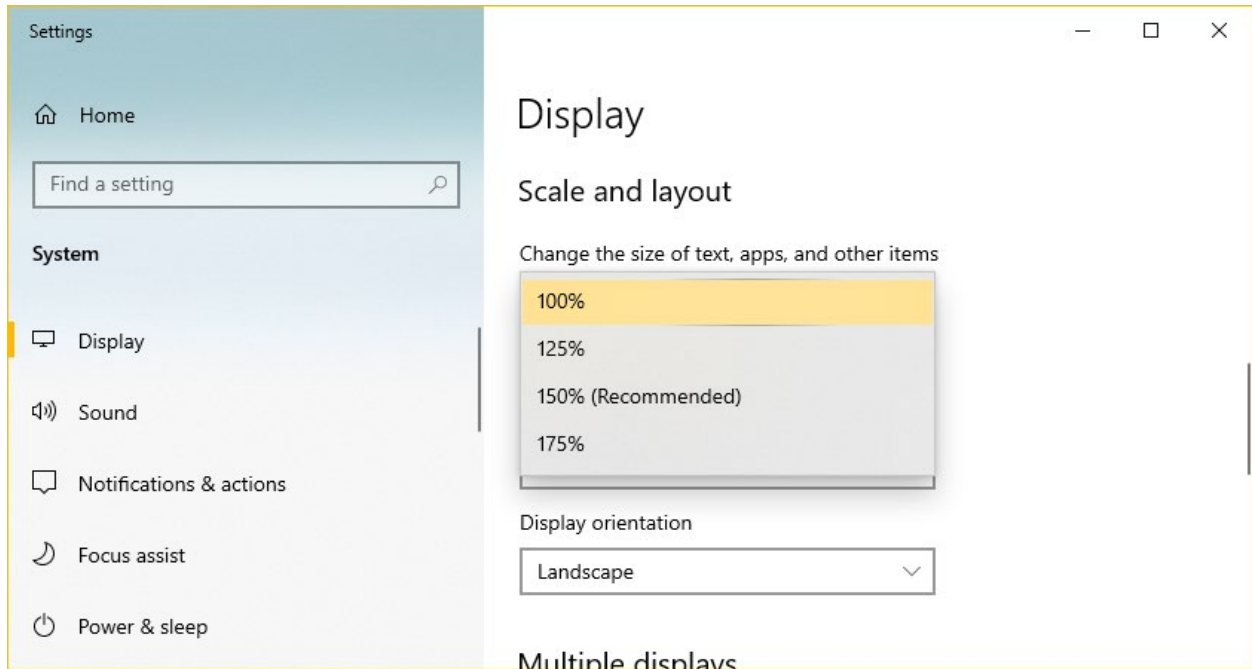 Settings
Home
Find a setting
System
Display
Sound
Notifications & actions
Focus assist
Power & sleep
Display
Scale and layout
Change the size of text, apps, and other items
100%
125%
150% (Recommended)
175%
Display orientation
Landscape
Multiple displays